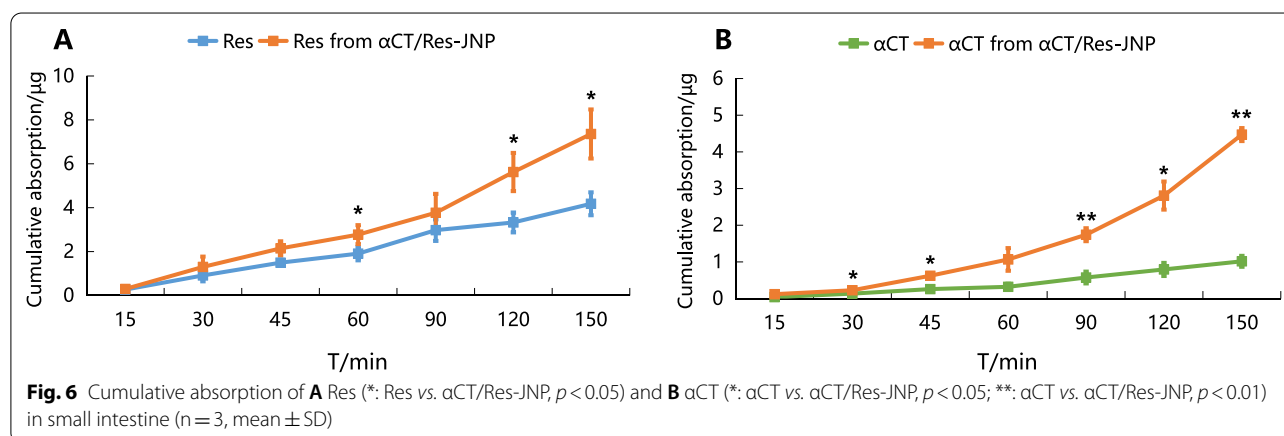 A
Res Res from αCT/Res-JNP
Cumulative absorption/μg
10
8
6
4
2
0
* * *
15 30 45 60 90 120 150
T/min
B
αCT αCT from αCT/Res-JNP
Cumulative absorption/μg
6
5
4
3
2
1
0
* * ** * **
15 30 45 60 90 120 150
T/min
Fig. 6 Cumulative absorption of A Res (*: Res vs. αCT/Res-JNP, p < 0.05) and B αCT (*: αCT vs. αCT/Res-JNP, p < 0.05; **: αCT vs. αCT/Res-JNP, p < 0.01)
in small intestine (n = 3, mean ± SD)